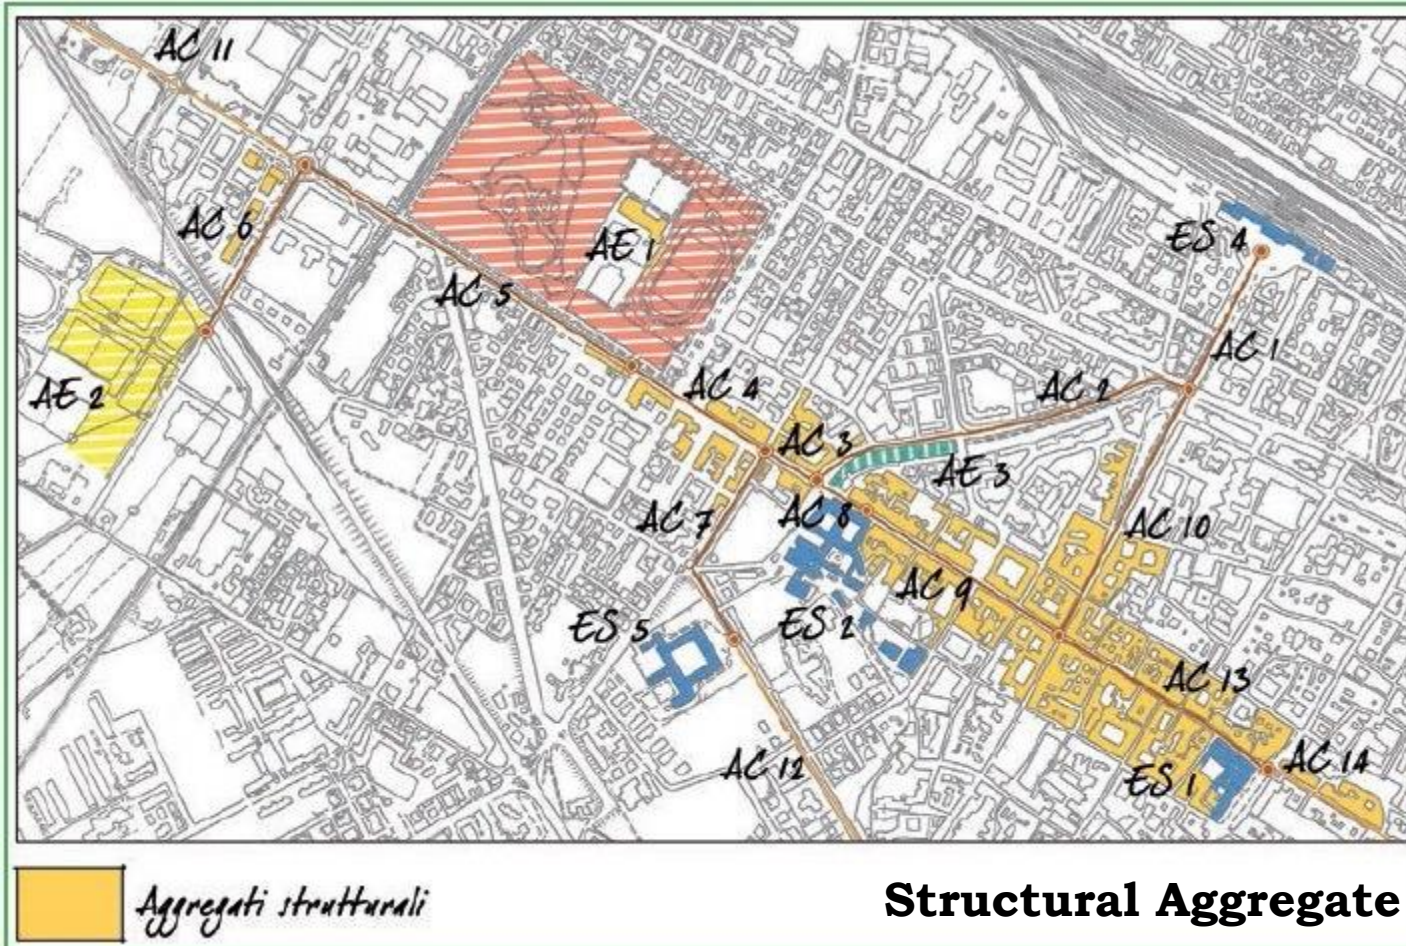 AC 11
AC 6
AE 1
ES 4
AC 5
AC 1
AE 2
AC 4
AC 2
AC 3
AE 3
AC 7
AC 8
AC 10
AC 9
ES 5
ES 2
AC 13
AC 12
ES 1
AC 14
Aggregati strutturali
Structural Aggregate